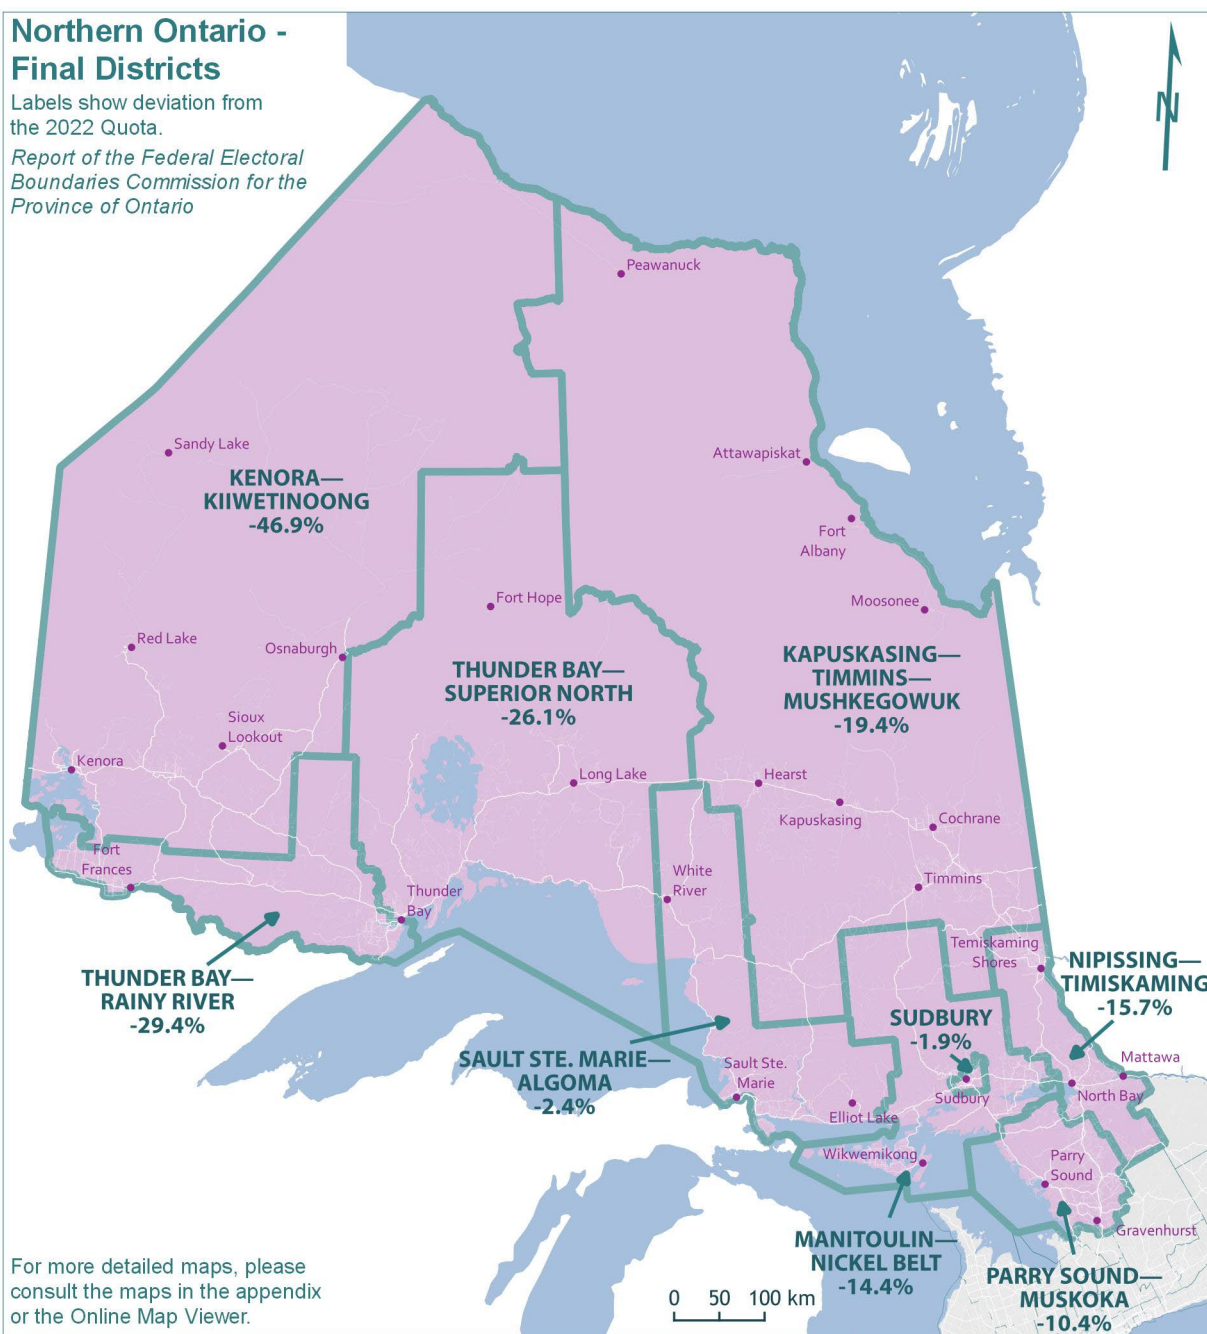 Northern Ontario -
Final Districts
Labels show deviation from
the 2022 Quota.
Report of the Federal Electoral
Boundaries Commission for the
Province of Ontario
N
Peawanuck
Sandy Lake
KENORA—
KIIWETINOONG
-46.9%
Attawapiskat
Fort
Albany
Fort Hope
Moosonee
Red Lake
Osnaburgh
THUNDER BAY—
SUPERIOR NORTH
-26.1%
KAPUSKASING—
TIMMINS—
MUSHKEGOWUK
-19.4%
Sioux
Lookout
Kenora
Long Lake
Hearst
Kapuskasing
Cochrane
Fort
Frances
White
River
Timmins
Thunder
Bay
Temiskaming
Shores
THUNDER BAY—
RAINY RIVER
-29.4%
NIPISSING—
TIMISKAMING
-15.7%
SUDBURY
-1.9%
SAULT STE. MARIE—
ALGOMA
-2.4%
Sault Ste.
Marie
Mattawa
Sudbury
North Bay
Elliot Lake
Wikwemikong
Parry
Sound
Gravenhurst
MANITOULIN—
NICKEL BELT
-14.4%
PARRY SOUND—
MUSKOKA
-10.4%
For more detailed maps, please
consult the maps in the appendix
or the Online Map Viewer.
0 50 100 km